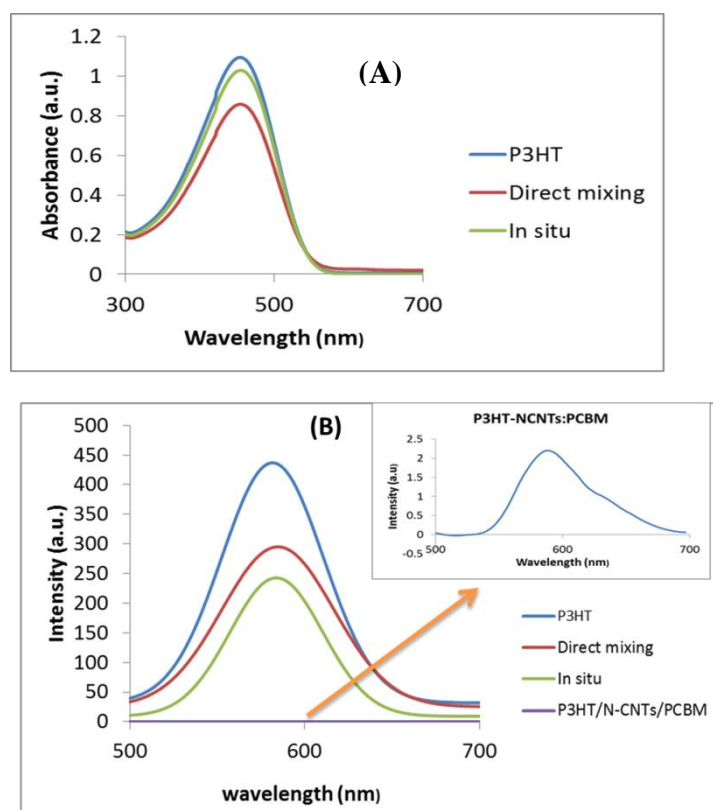 (A)
Absorbance (a.u.)
1.2
1
0.8
0.6
0.4
0.2
0
300 500 700
Wavelength (nm)
P3HT
Direct mixing
In situ
(B)
Intensity (a.u.)
500
450
400
350
300
250
200
150
100
50
0
500 600 700
wavelength (nm)
P3HT-NCNTs:PCBM
Intensity (a.u)
2.5
2
1.5
1
0.5
0
-0.5
500 600 700
Wavelength (nm)
P3HT
Direct mixing
In situ
P3HT/N-CNTs/PCBM